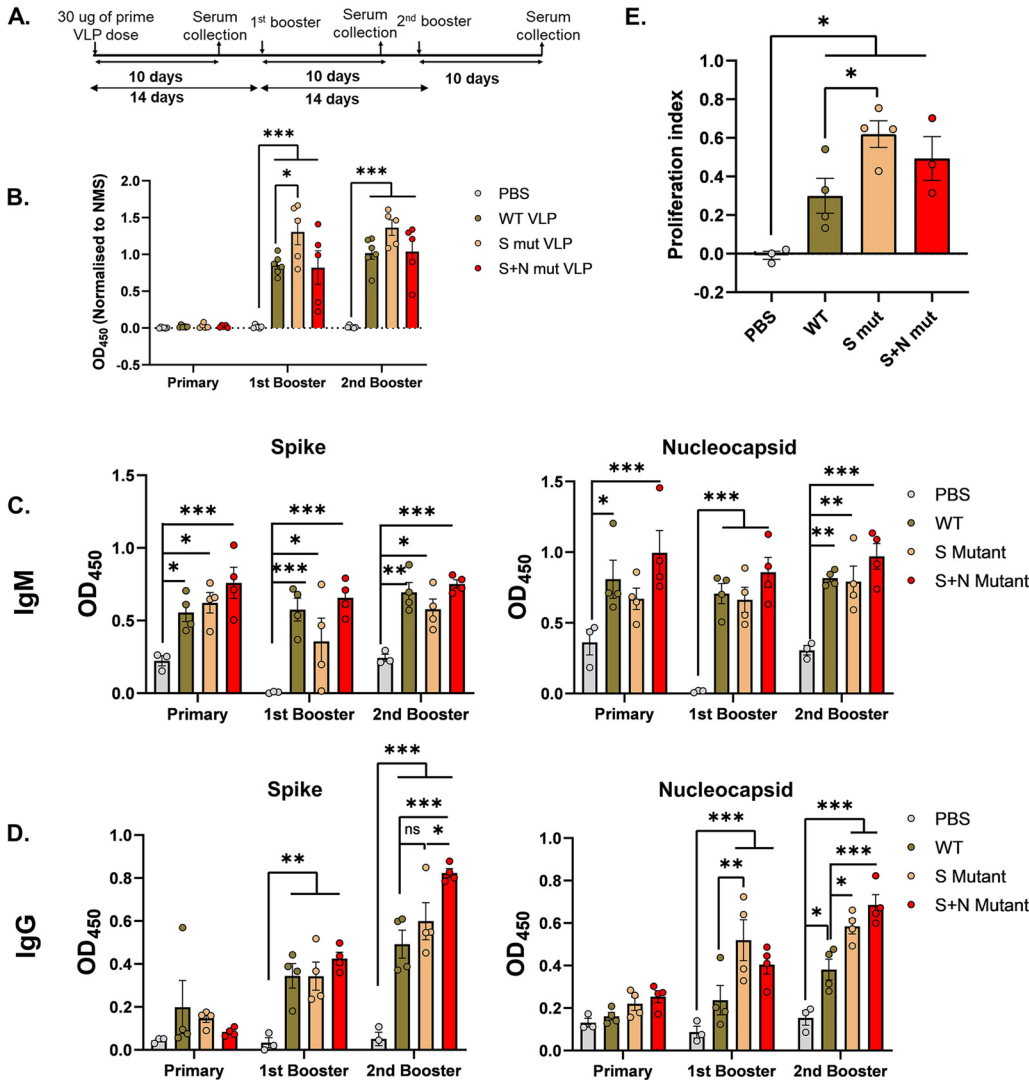 A.
30 ug of prime
VLP dose
Serum
collection
1st booster
Serum
collection
2nd booster
Serum
collection
10 days
10 days
10 days
14 days
14 days
B.
OD450 (Normalised to NMS)
2.0
1.5
1.0
0.5
0.0
-0.5
***
*
***
Primary
1st Booster
2nd Booster
PBS
WT VLP
S mut VLP
S+N mut VLP
E.
Proliferation index
1.0
0.8
0.6
0.4
0.2
0.0
-0.2
*
*
PBS
WT
S mut
S+N mut
C.
IgM
Spike
OD450
1.5
1.0
0.5
0.0
***
*
*
***
*
***
***
*
**
Primary
1st Booster
2nd Booster
Nucleocapsid
OD450
1.5
1.0
0.5
0.0
***
*
***
***
**
**
Primary
1st Booster
2nd Booster
PBS
WT
S Mutant
S+N Mutant
D.
IgG
Spike
OD450
1.0
0.8
0.6
0.4
0.2
0.0
**
***
***
ns
*
Primary
1st Booster
2nd Booster
Nucleocapsid
OD450
1.0
0.8
0.6
0.4
0.2
0.0
***
**
***
***
*
*
Primary
1st Booster
2nd Booster
PBS
WT
S Mutant
S+N Mutant